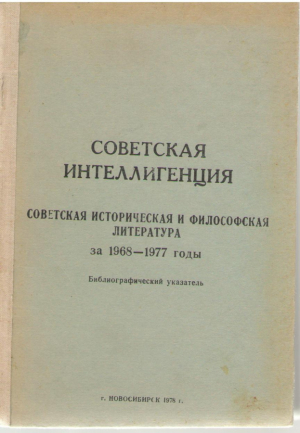 СОВЕТСКАЯ
ИНТЕЛЛИГЕНЦИЯ
СОВЕТСКАЯ ИСТОРИЧЕСКАЯ И ФИЛОСОФСКАЯ
ЛИТЕРАТУРА
за 1968—1977 годы
Библиографический указатель
г. НОВОСИБИРСК 1978 г.